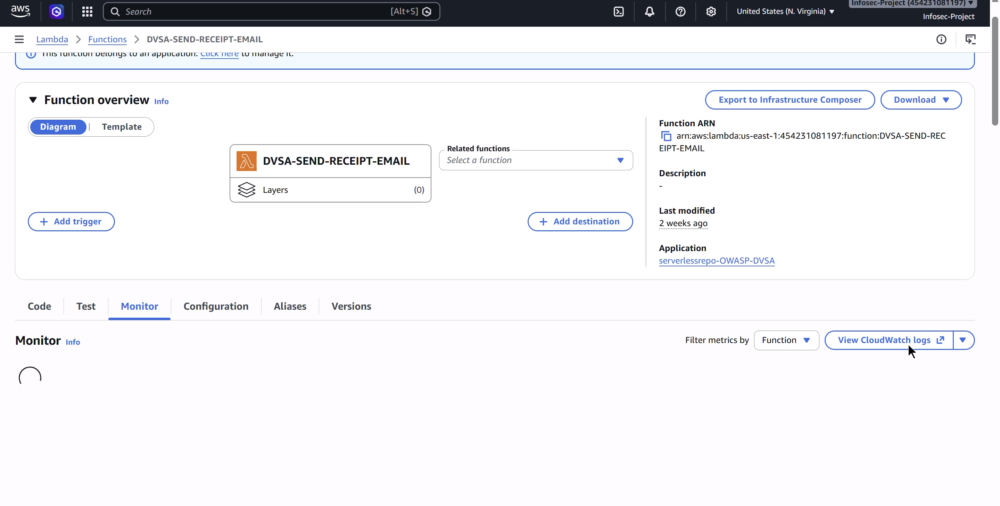 aws
Search [Alt+S]
United States (N. Virginia)
Infosec-Project (454231081197)
Infosec-Project
Lambda
Functions
DVSA-SEND-RECEIPT-EMAIL
This function belongs to an application. Click here to manage it.
Function overview Info
Export to Infrastructure Composer
Download
Diagram | Template
DVSA-SEND-RECEIPT-EMAIL
Layers (0)
Related functions
Select a function
+ Add trigger
+ Add destination
Function ARN
arn:aws:lambda:us-east-1:454231081197:function:DVSA-SEND-REC
EIPT-EMAIL
Description
-
Last modified
2 weeks ago
Application
serverlessrepo-OWASP-DVSA
Code
Test
Monitor
Configuration
Aliases
Versions
Monitor Info
Filter metrics by
Function
View CloudWatch logs